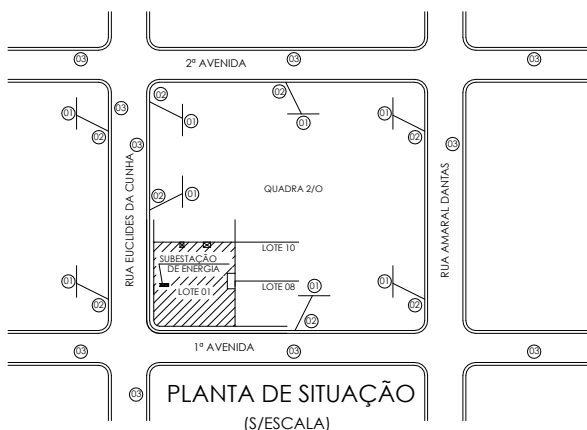 03
2ª AVENIDA
03
03
02
01
03
01
01
01
02
03
02
03
RUA EUCLIDES DA CUNHA
02
01
QUADRA 2/O
RUA AMARAL DANTAS
LOTE 10
SUBESTAÇÃO
DE ENERGIA
01
01
01
LOTE 08
LOTE 01
02
02
02
03
1ª AVENIDA
03
03
03
PLANTA DE SITUAÇÃO
(S/ESCALA)